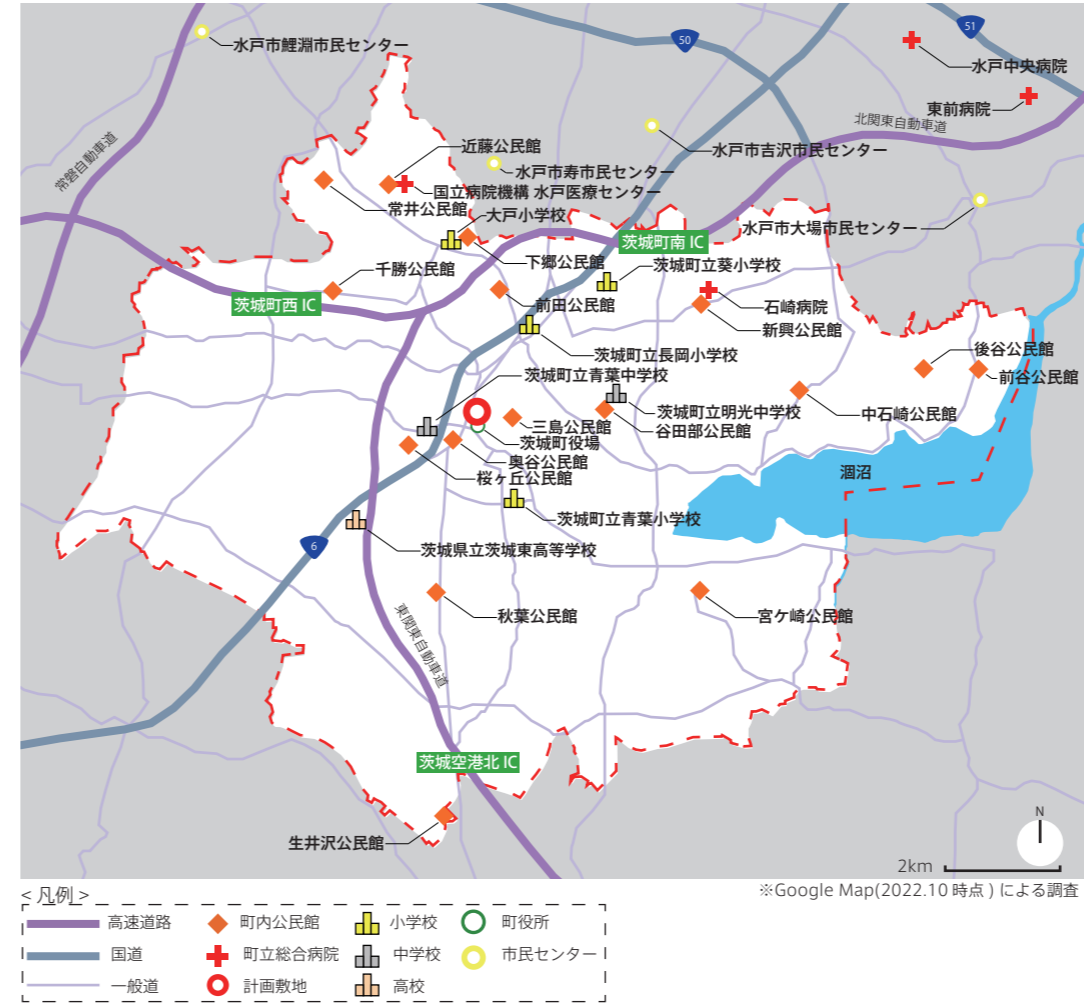 水戸市鯉淵市民センター
50
51
水戸中央病院
東前病院
北関東自動車道
常磐自動車道
近藤公民館
水戸市吉沢市民センター
水戸市寿市民センター
国立病院機構 水戸医療センター
常井公民館
大戸小学校
水戸市大場市民センター
茨城町南 IC
下郷公民館
茨城町立葵小学校
千勝公民館
茨城町西 IC
前田公民館
石崎病院
新興公民館
茨城町立長岡小学校
後谷公民館
茨城町立青葉中学校
前谷公民館
茨城町立明光中学校
中石崎公民館
三島公民館
谷田部公民館
茨城町役場
奥谷公民館
桜ヶ丘公民館
涸沼
茨城町立青葉小学校
6
茨城県立茨城東高等学校
秋葉公民館
宮ケ崎公民館
東関東自動車道
茨城空港北 IC
生井沢公民館
N
2km
※Google Map(2022.10 時点 ) による調査
< 凡例 >
高速道路
町内公民館
小学校
町役所
国道
町立総合病院
中学校
市民センター
一般道
計画敷地
高校